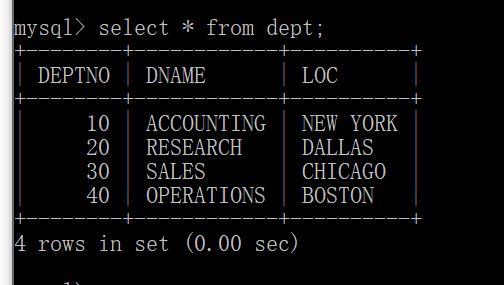 mysql> select * from dept;
+--------+------------+----------+
| DEPTNO | DNAME      | LOC      |
+--------+------------+----------+
|     10 | ACCOUNTING | NEW YORK |
|     20 | RESEARCH   | DALLAS   |
|     30 | SALES      | CHICAGO  |
|     40 | OPERATIONS | BOSTON   |
+--------+------------+----------+
4 rows in set (0.00 sec)